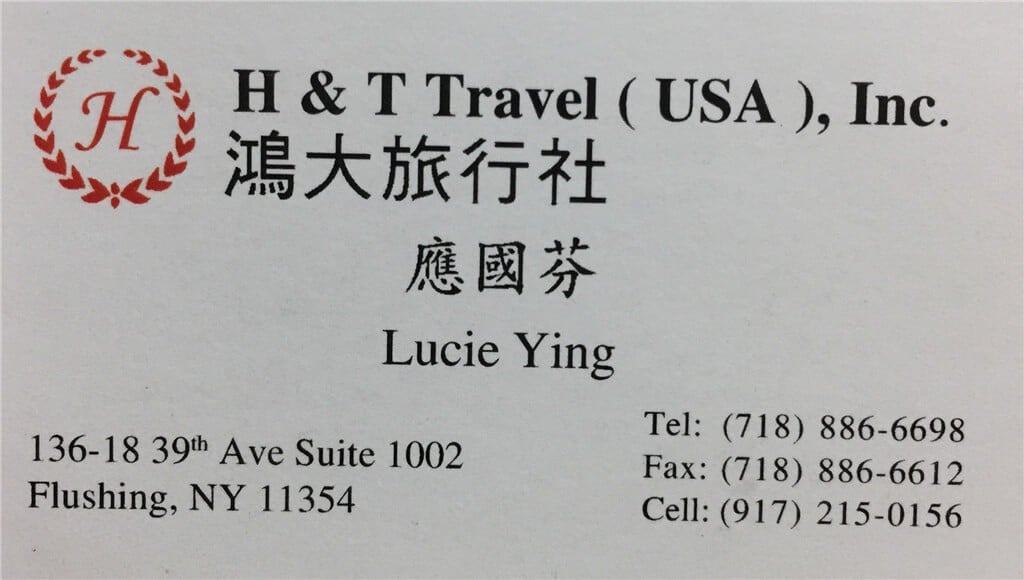 H
H & T Travel ( USA ), Inc.
鴻大旅行社
應國芬
Lucie Ying
136-18 39th Ave Suite 1002
Flushing, NY 11354
Tel: (718) 886-6698
Fax: (718) 886-6612
Cell: (917) 215-0156